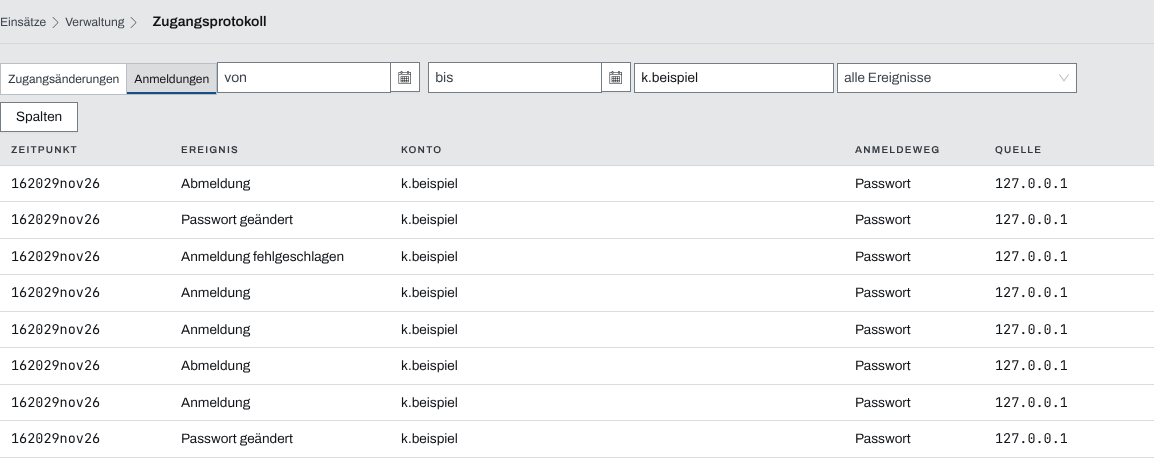 Einsätze > Verwaltung > Zugangsprotokoll
Zugangsänderungen Anmeldungen von bis k.beispiel alle Ereignisse
Spalten
ZEITPUNKT EREIGNIS KONTO ANMELDEWEG QUELLE
162029nov26 Abmeldung k.beispiel Passwort 127.0.0.1
162029nov26 Passwort geändert k.beispiel Passwort 127.0.0.1
162029nov26 Anmeldung fehlgeschlagen k.beispiel Passwort 127.0.0.1
162029nov26 Anmeldung k.beispiel Passwort 127.0.0.1
162029nov26 Anmeldung k.beispiel Passwort 127.0.0.1
162029nov26 Abmeldung k.beispiel Passwort 127.0.0.1
162029nov26 Anmeldung k.beispiel Passwort 127.0.0.1
162029nov26 Passwort geändert k.beispiel Passwort 127.0.0.1